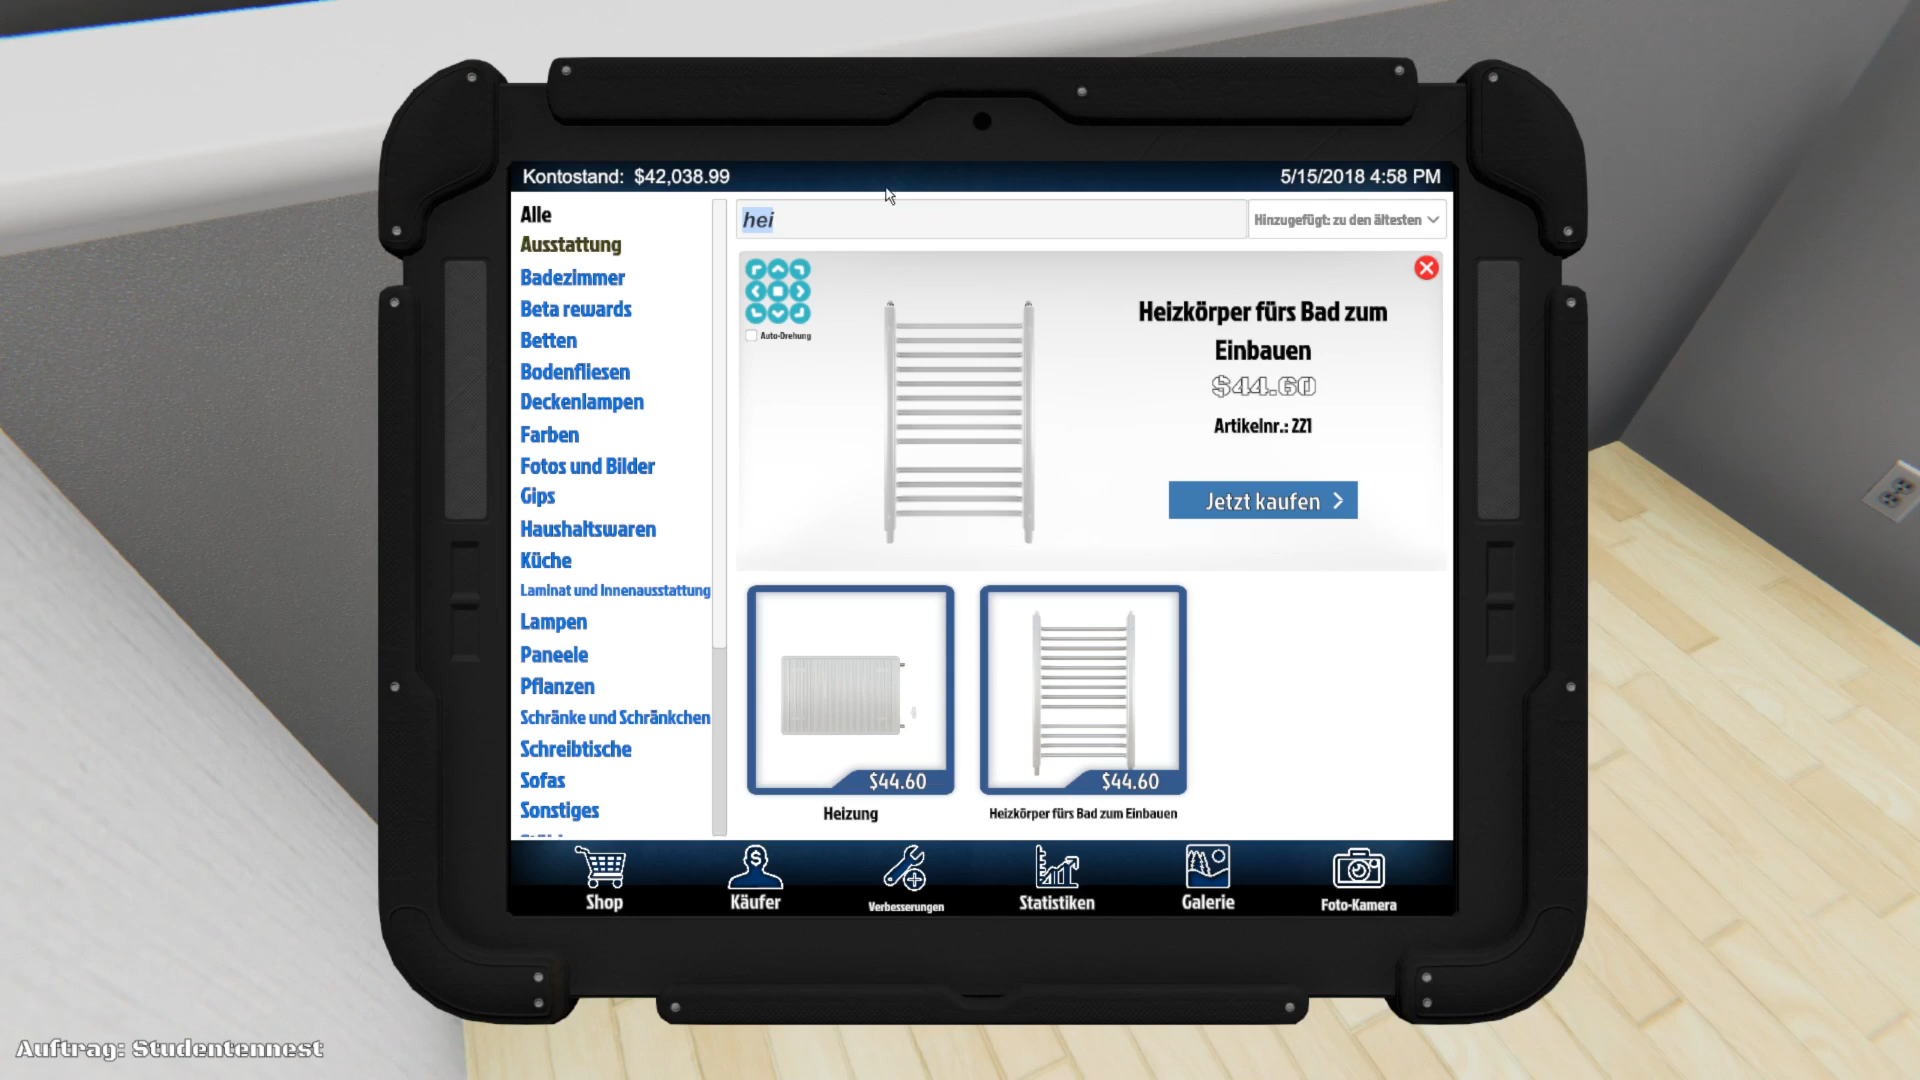 Kontostand: $42,038.99
5/15/2018 4:58 PM
Alle
Ausstattung
Badezimmer
Beta rewards
Betten
Bodenfliesen
Deckenlampen
Farben
Fotos und Bilder
Gips
Haushaltswaren
Küche
Laminat und Innenausstattung
Lampen
Paneele
Pflanzen
Schränke und Schränkchen
Schreibtische
Sofas
Sonstiges
hei
Hinzugefügt: zu den ältesten
Auto-Drehung
Heizkörper fürs Bad zum
Einbauen
$44.60
Artikelnr.: 221
Jetzt kaufen
$44.60
Heizung
$44.60
Heizkörper fürs Bad zum Einbauen
Shop
Käufer
Verbesserungen
Statistiken
Galerie
Foto-Kamera
Auftrag: Studentennest